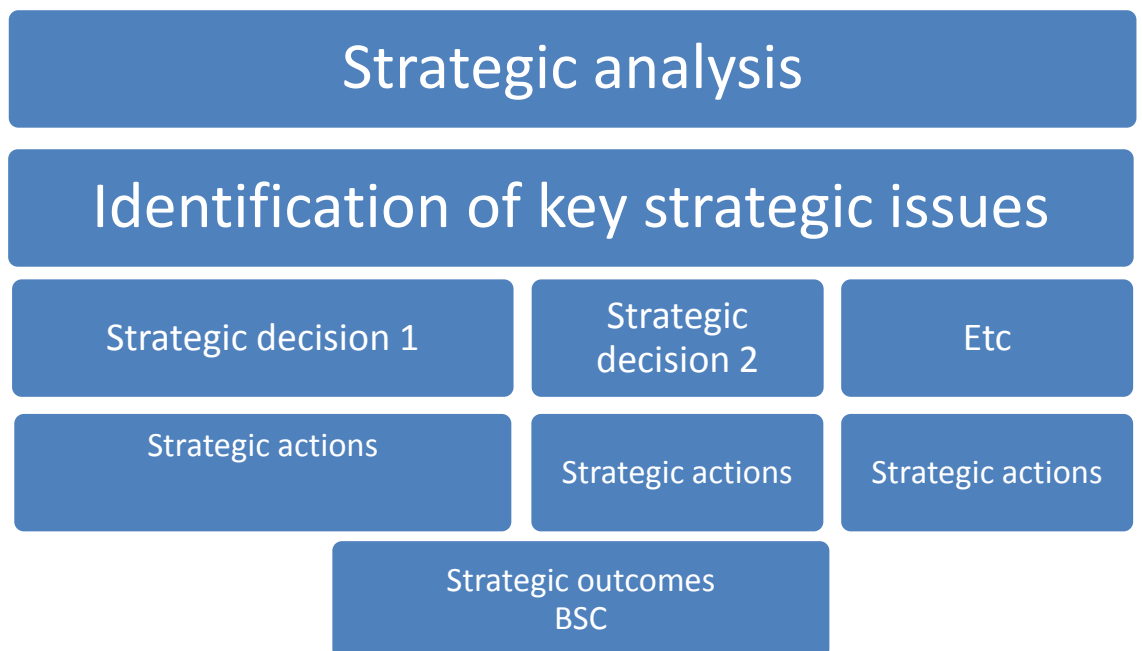 Strategic analysis
Identification of key strategic issues
Strategic decision 1
Strategic
decision 2
Etc
Strategic actions
Strategic actions
Strategic actions
Strategic outcomes
BSC